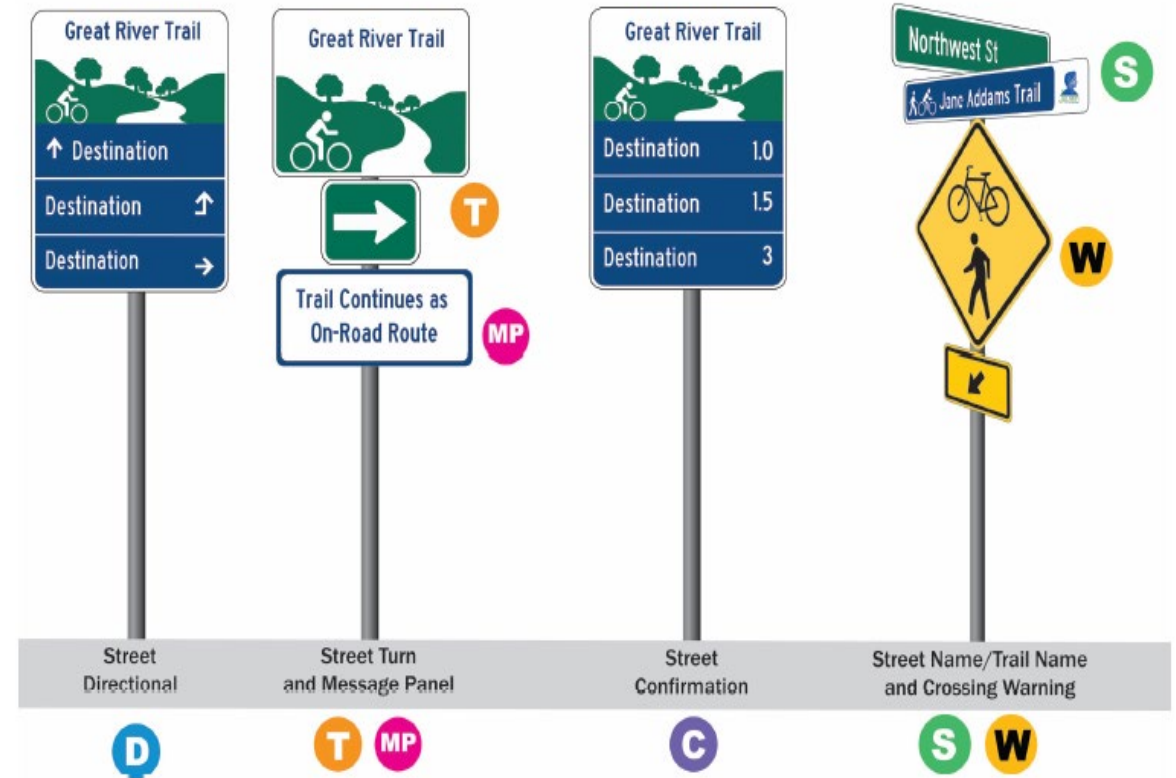 Great River Trail
↑ Destination
Destination ↱
Destination →
Street
Directional
D
Great River Trail
T
Trail Continues as
On-Road Route
MP
Street Turn
and Message Panel
T MP
Great River Trail
Destination 1.0
Destination 1.5
Destination 3
Street
Confirmation
C
Northwest St
S
Jane Addams Trail
W
Street Name/Trail Name
and Crossing Warning
S W